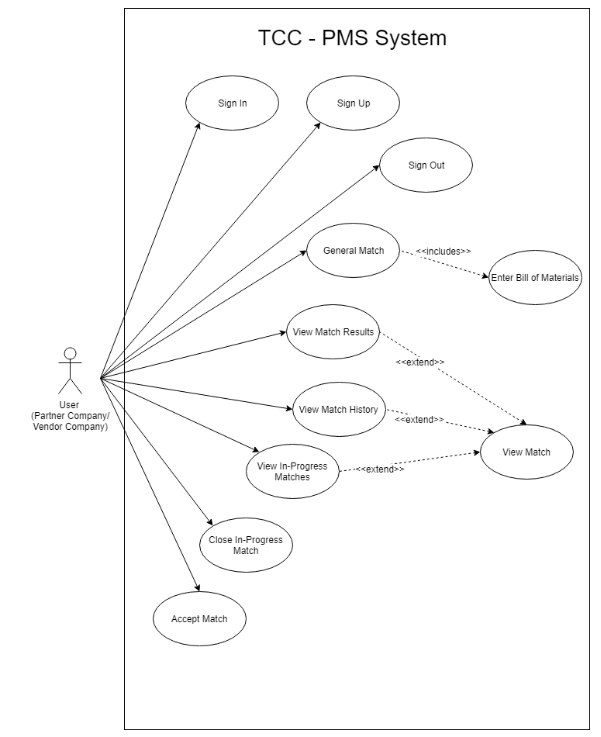 TCC - PMS System
Sign In
Sign Up
Sign Out
General Match
<<includes>>
Enter Bill of Materials
View Match Results
<<extend>>
User
(Partner Company/
Vendor Company)
View Match History
<<extend>>
View Match
View In-Progress
Matches
<<extend>>
Close In-Progress
Match
Accept Match